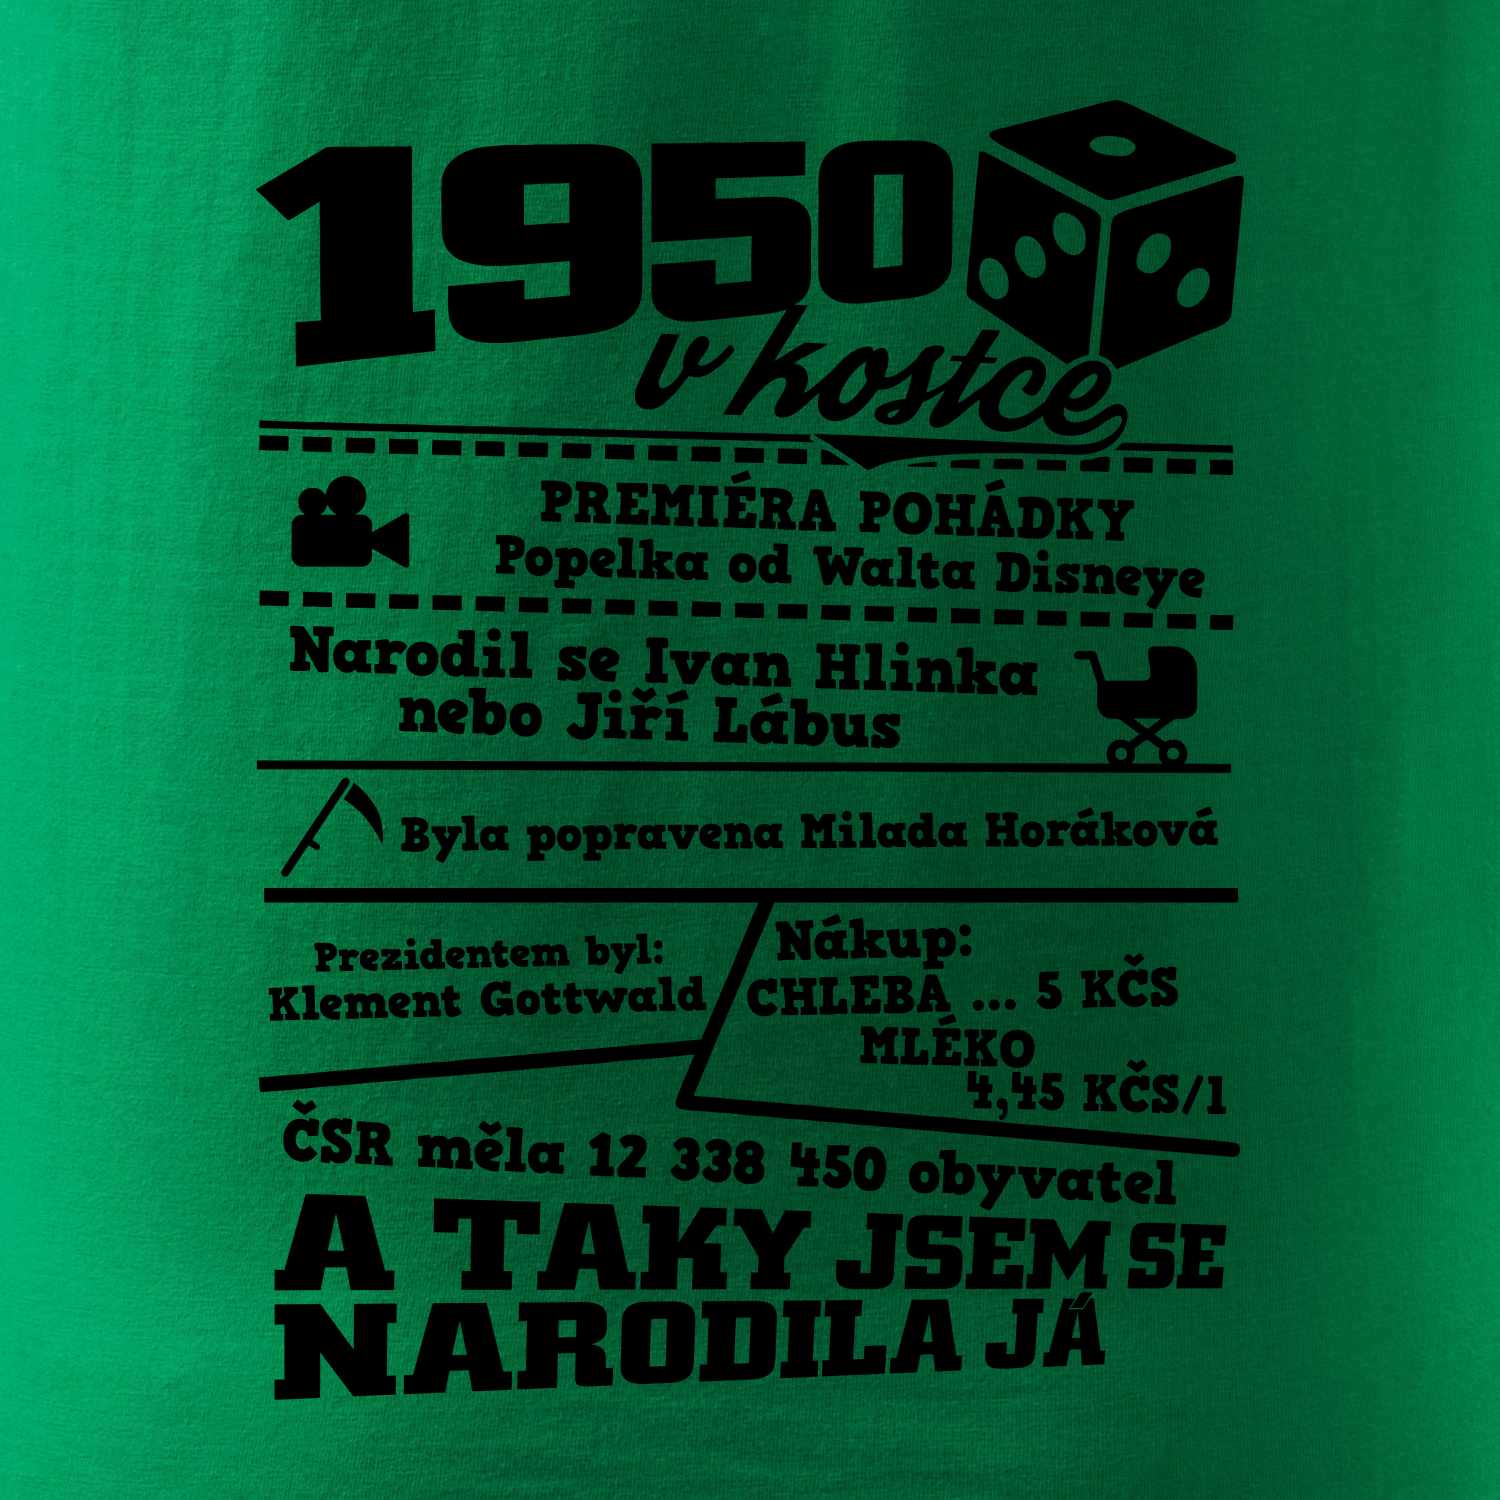 1950
v kostce
PREMIÉRA POHÁDKY
Popelka od Walta Disneye
Narodil se Ivan Hlinka
nebo Jiří Lábus
Byla popravena Milada Horáková
Prezidentem byl:
Klement Gottwald
Nákup:
CHLEBA ... 5 KČS
MLÉKO
4,45 KČS/l
ČSR měla 12 338 450 obyvatel
A TAKY JSEM SE
NARODILA JÁ